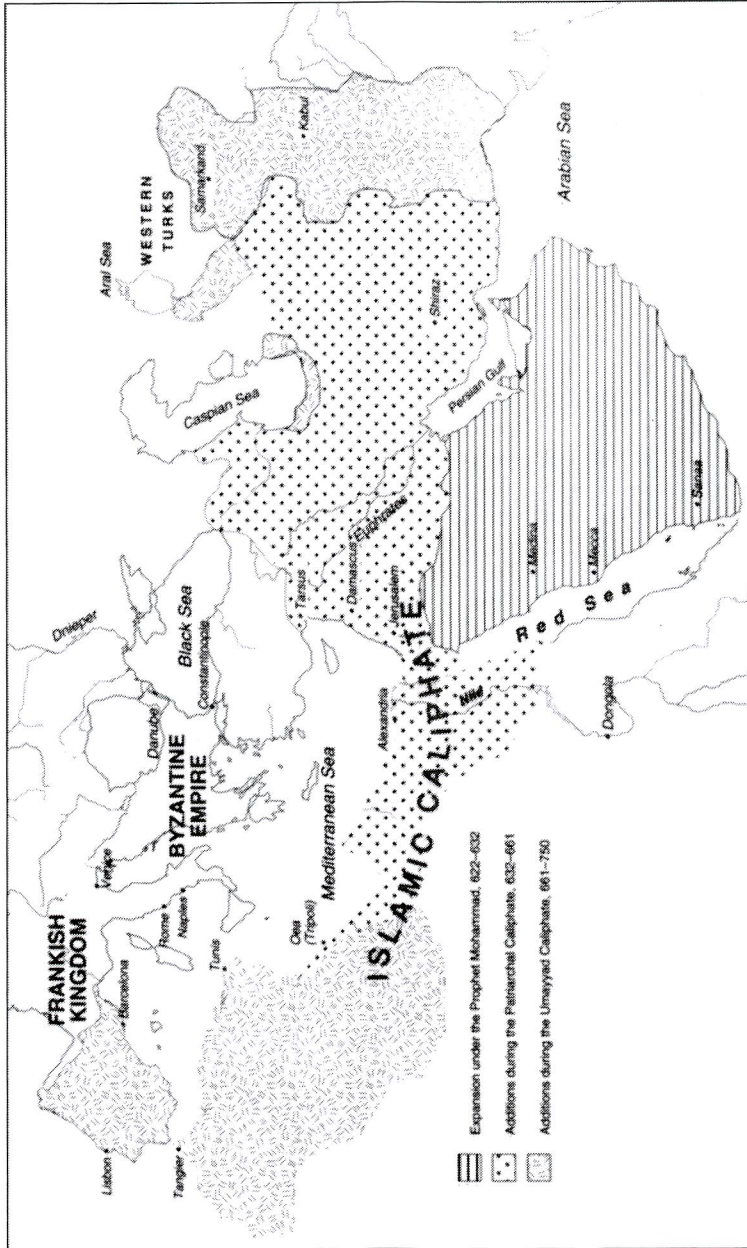 Aral Sea
WESTERN
TURKS
Samarkand
Kabul
Caspian Sea
Shiraz
Arabian Sea
Persian Gulf
Dnieper
Black Sea
Constantinople
Danube
BYZANTINE
EMPIRE
Tarsus
Damascus
Euphrates
Jerusalem
Medina
Mecca
Sanaa
Red Sea
Alexandria
Nile
Dongola
Mediterranean Sea
ISLAMIC CALIPHATE
FRANKISH
KINGDOM
Venice
Rome
Naples
Barcelona
Tunis
Oea
(Tripoli)
Lisbon
Tangier
Expansion under the Prophet Mohammad, 622–632
Additions during the Patriarchal Caliphate, 632–661
Additions during the Umayyad Caliphate, 661–750